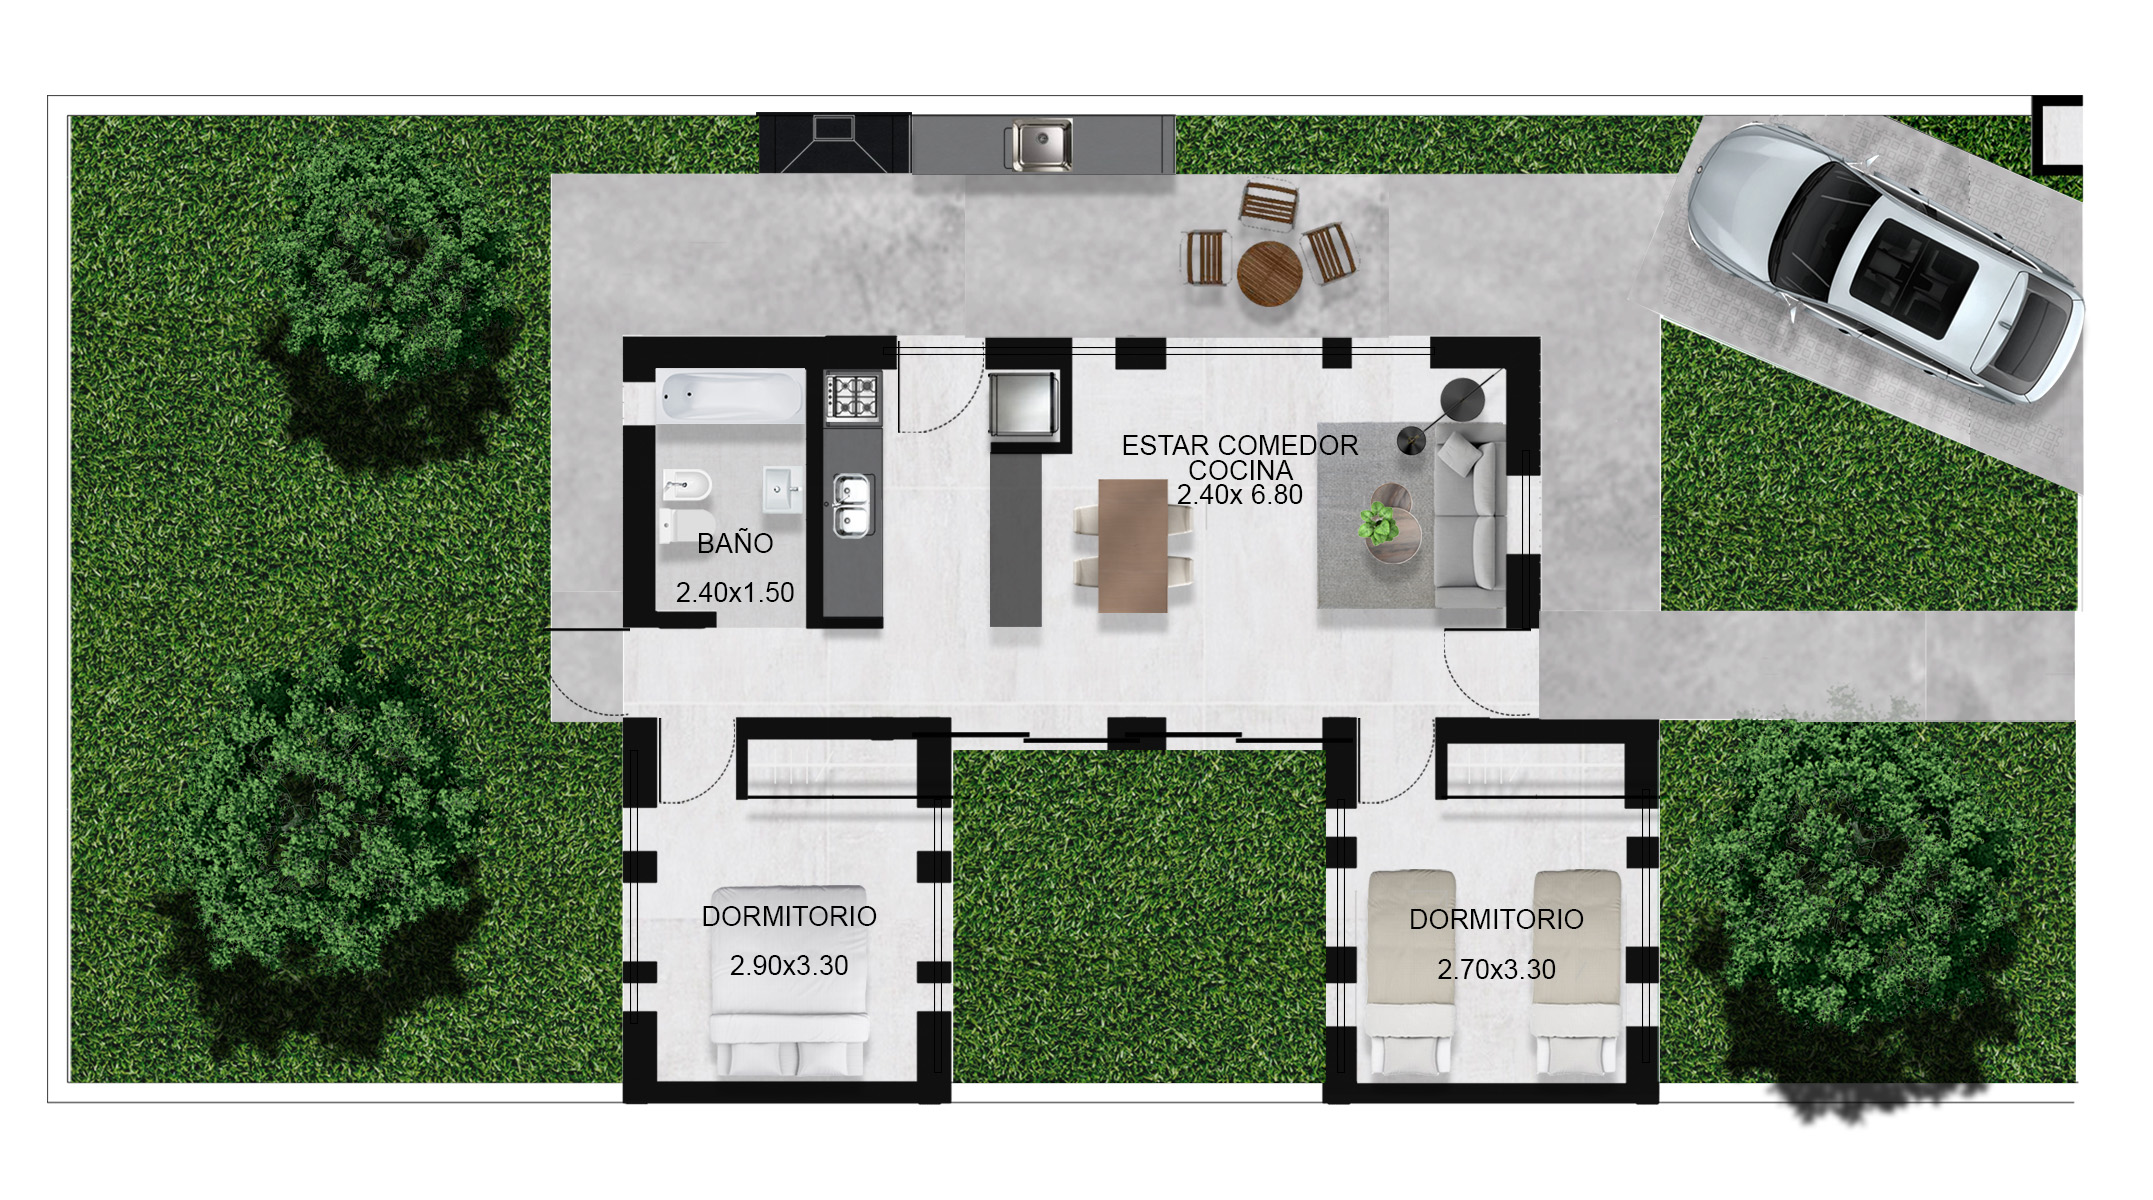 ESTAR COMEDOR
COCINA
2.40x 6.80
BAÑO
2.40x1.50
DORMITORIO
2.90x3.30
DORMITORIO
2.70x3.30